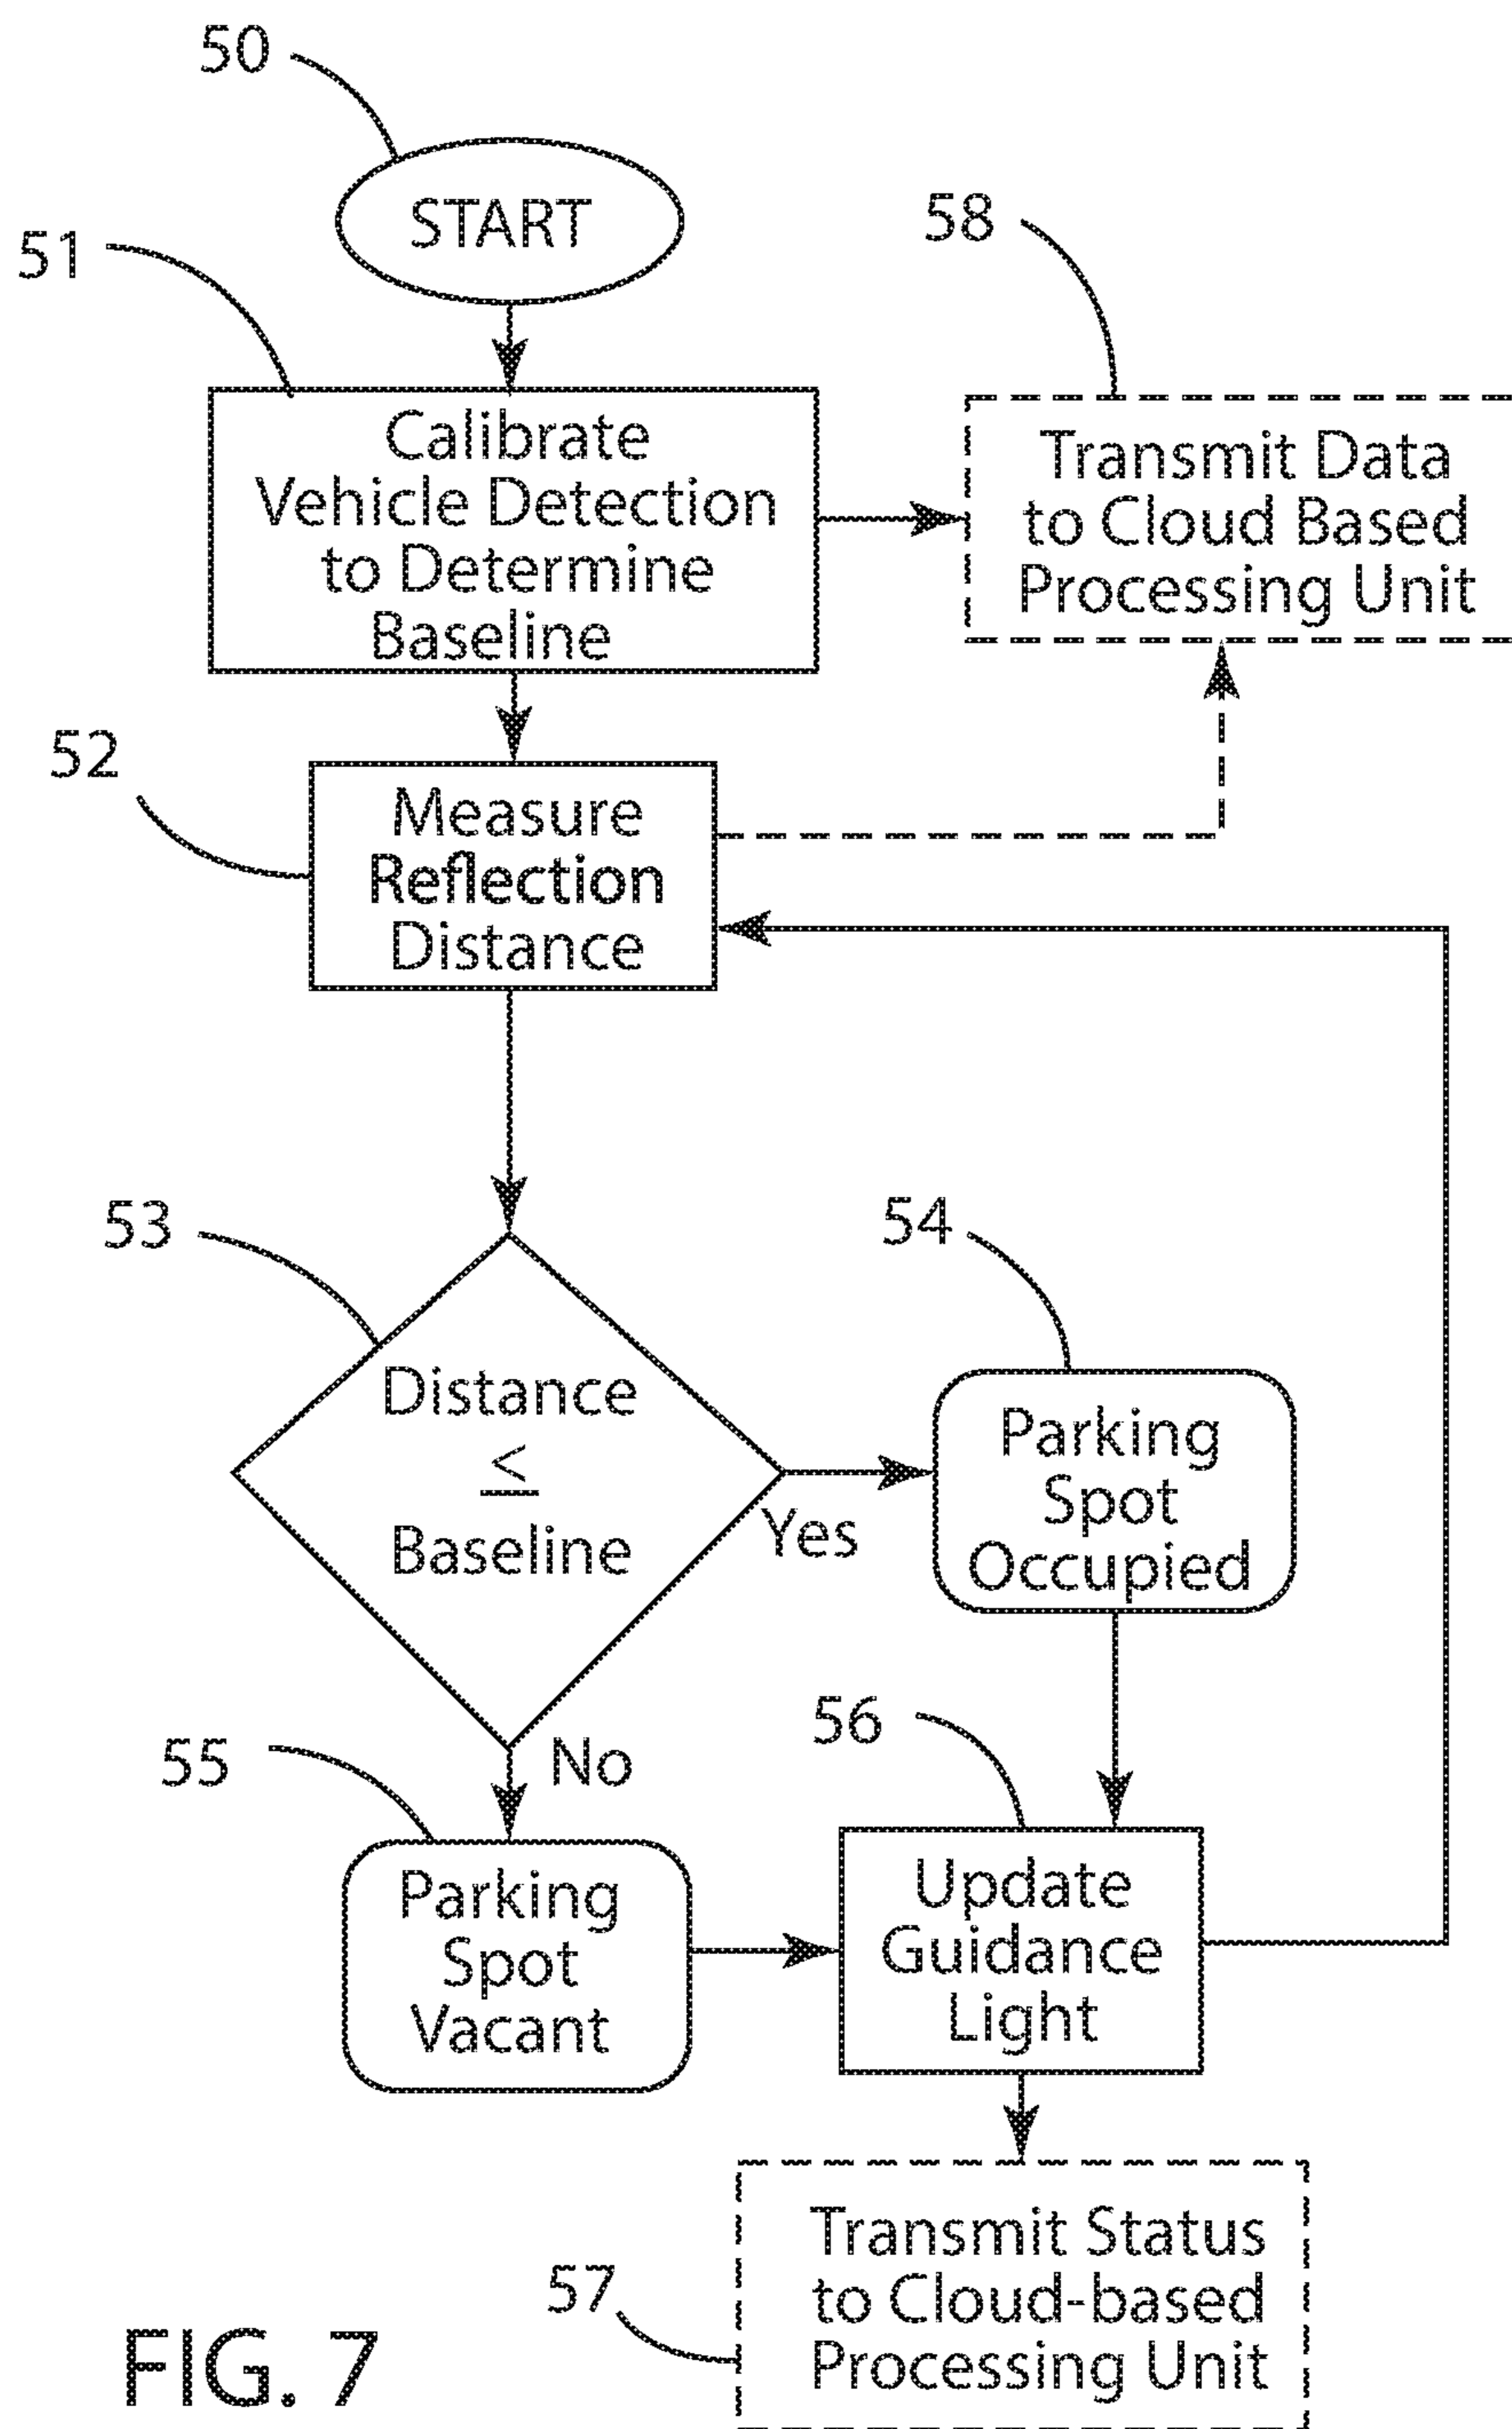 50
START
51
58
Calibrate
Vehicle Detection
to Determine
Baseline
Transmit Data
to Cloud Based
Processing Unit
52
Measure
Reflection
Distance
53
54
Distance
≤
Baseline
Yes
Parking
Spot
Occupied
55
No
56
Parking
Spot
Vacant
Update
Guidance
Light
57
Transmit Status
to Cloud-based
Processing Unit
FIG. 7